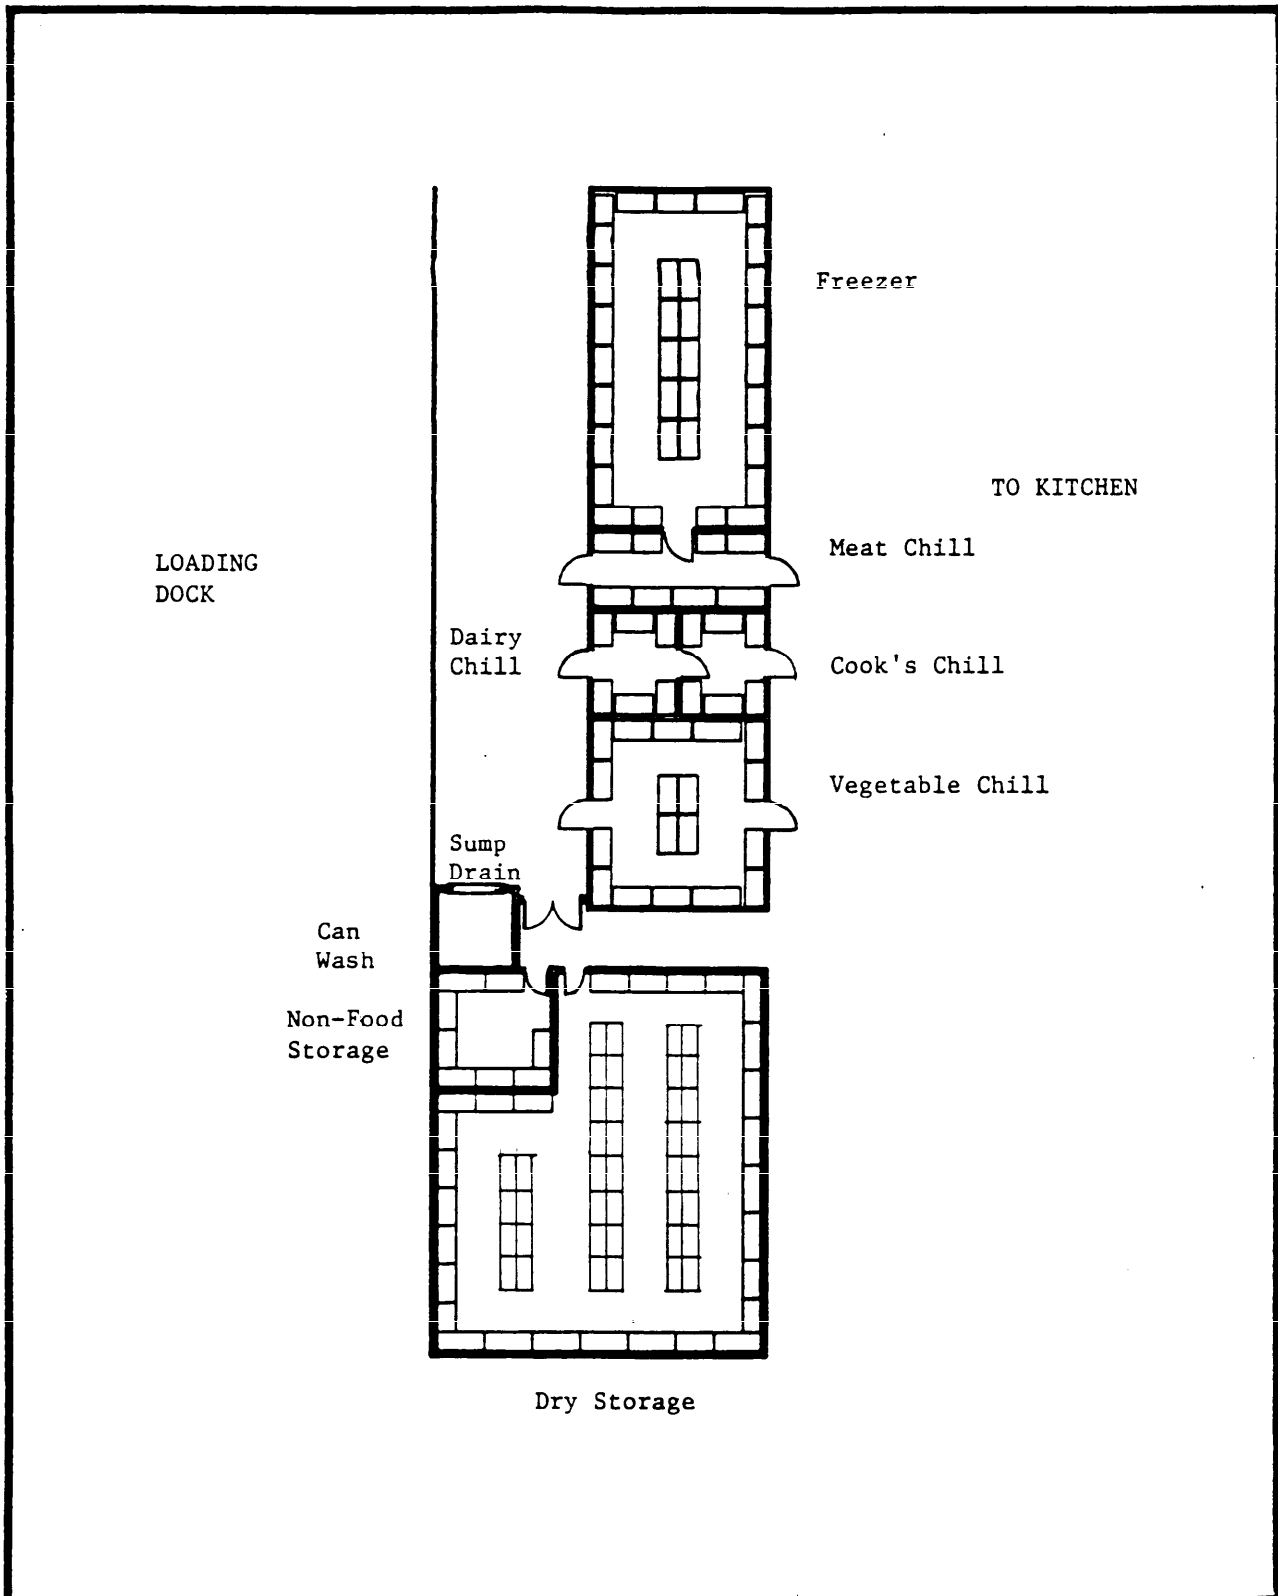 Freezer
TO KITCHEN
Meat Chill
LOADING
DOCK
Dairy
Chill
Cook's Chill
Vegetable Chill
Sump
Drain
Can
Wash
Non-Food
Storage
Dry Storage